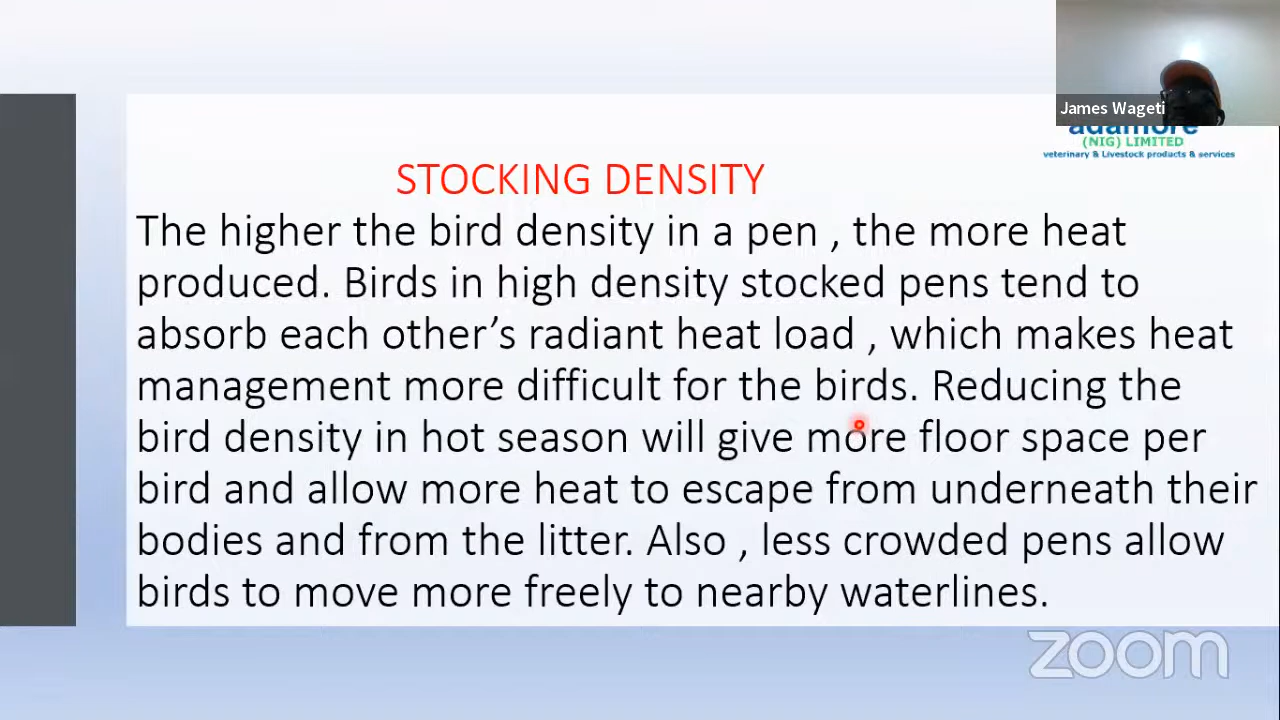 James Wageti
adamore
(NIG) LIMITED
veterinary & Livestock products & services
STOCKING DENSITY
The higher the bird density in a pen , the more heat
produced. Birds in high density stocked pens tend to
absorb each other’s radiant heat load , which makes heat
management more difficult for the birds. Reducing the
bird density in hot season will give more floor space per
bird and allow more heat to escape from underneath their
bodies and from the litter. Also , less crowded pens allow
birds to move more freely to nearby waterlines.
zoom